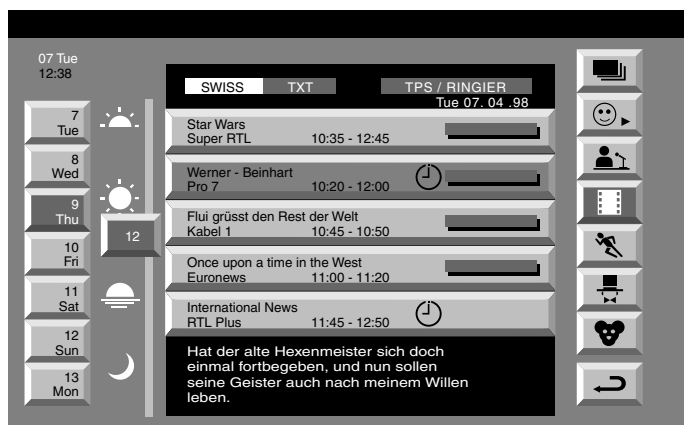 07 Tue
12:38
SWISS TXT TPS / RINGIER
Tue 07. 04 .98
7
Tue
8
Wed
9
Thu
10
Fri
11
Sat
12
Sun
13
Mon
12
Star Wars
Super RTL 10:35 - 12:45
Werner - Beinhart
Pro 7 10:20 - 12:00
Flui grüsst den Rest der Welt
Kabel 1 10:45 - 10:50
Once upon a time in the West
Euronews 11:00 - 11:20
International News
RTL Plus 11:45 - 12:50
Hat der alte Hexenmeister sich doch
einmal fortbegeben, und nun sollen
seine Geister auch nach meinem Willen
leben.